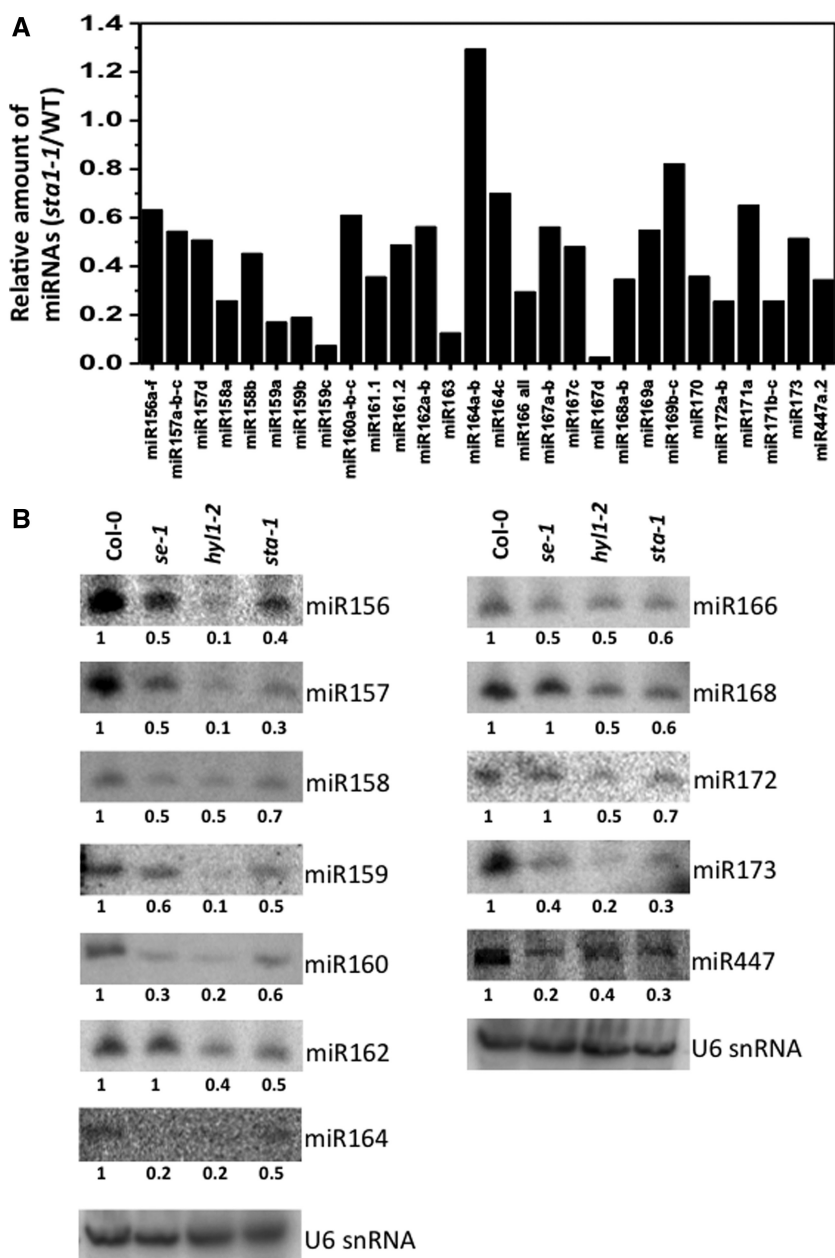 A
Relative amount of
miRNAs (sta1-1/WT)
1.4
1.2
1.0
0.8
0.6
0.4
0.2
0.0
miR156a-f
miR157a-b-c
miR157d
miR158a
miR158b
miR159a
miR159b
miR159c
miR160a-b-c
miR161.1
miR161.2
miR162a-b
miR163
miR164a-b
miR164c
miR166 all
miR167a-b
miR167c
miR167d
miR168a-b
miR169a
miR169b-c
miR170
miR172a-b
miR171a
miR171b-c
miR173
miR447a.2
B
Col-0 se-1 hyl1-2 sta-1
miR156
1 0.5 0.1 0.4
miR157
1 0.5 0.1 0.3
miR158
1 0.5 0.5 0.7
miR159
1 0.6 0.1 0.5
miR160
1 0.3 0.2 0.6
miR162
1 1 0.4 0.5
miR164
1 0.2 0.2 0.5
U6 snRNA
Col-0 se-1 hyl1-2 sta-1
miR166
1 0.5 0.5 0.6
miR168
1 1 0.5 0.6
miR172
1 1 0.5 0.7
miR173
1 0.4 0.2 0.3
miR447
1 0.2 0.4 0.3
U6 snRNA